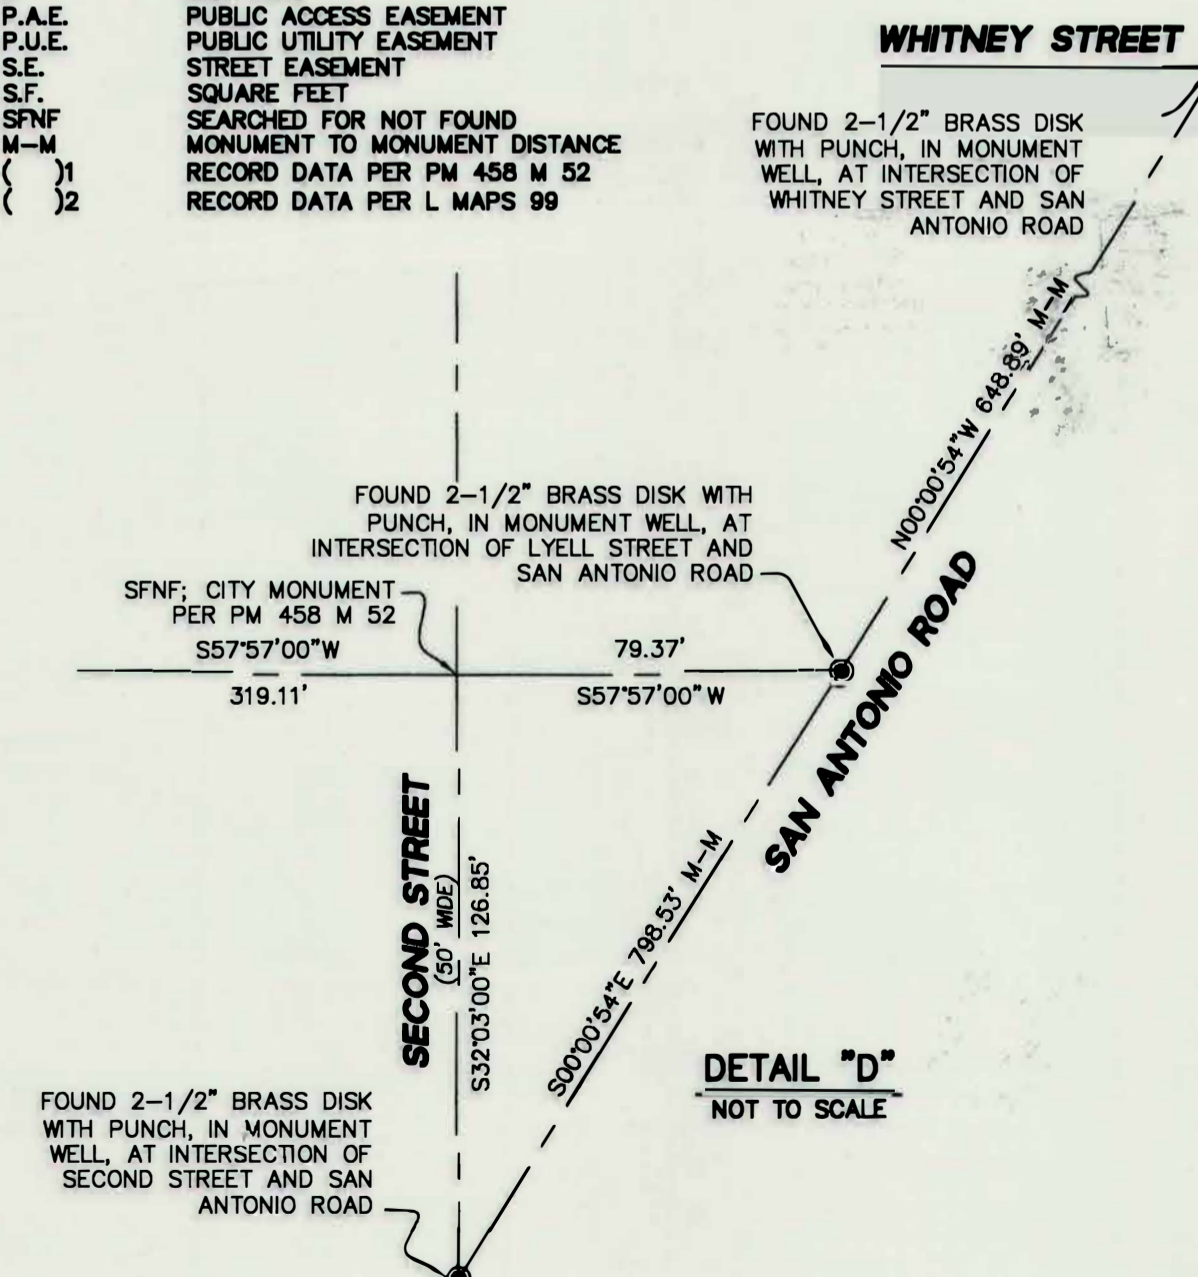 P.A.E. PUBLIC ACCESS EASEMENT
P.U.E. PUBLIC UTILITY EASEMENT
S.E. STREET EASEMENT
S.F. SQUARE FEET
SFNF SEARCHED FOR NOT FOUND
M-M MONUMENT TO MONUMENT DISTANCE
( )1 RECORD DATA PER PM 458 M 52
( )2 RECORD DATA PER L MAPS 99
WHITNEY STREET
FOUND 2-1/2" BRASS DISK
WITH PUNCH, IN MONUMENT
WELL, AT INTERSECTION OF
WHITNEY STREET AND SAN
ANTONIO ROAD
N00°00'54"W 648.89' M-M
FOUND 2-1/2" BRASS DISK WITH
PUNCH, IN MONUMENT WELL, AT
INTERSECTION OF LYELL STREET AND
SAN ANTONIO ROAD
SFNF; CITY MONUMENT
PER PM 458 M 52
S57°57'00"W
319.11'
79.37'
S57°57'00"W
SAN ANTONIO ROAD
SECOND STREET
(50' WIDE)
S32°03'00"E 126.85'
S00°00'54"E 798.53' M-M
DETAIL "D"
NOT TO SCALE
FOUND 2-1/2" BRASS DISK
WITH PUNCH, IN MONUMENT
WELL, AT INTERSECTION OF
SECOND STREET AND SAN
ANTONIO ROAD